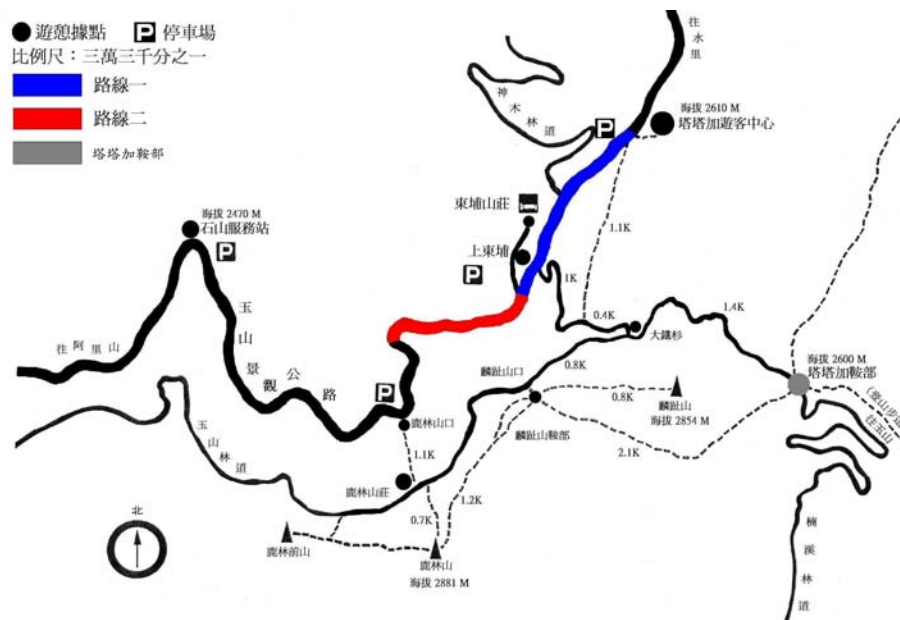 遊憩據點
P 停車場
比例尺：三萬三千分之一
路線一
路線二
塔塔加鞍部
往水里
神木林道
P
海拔 2610 M
塔塔加遊客中心
東埔山莊
1.1K
上東埔
P
1K
0.4K
大鐵杉
1.4K
海拔 2470 M
石山服務站
P
玉山景觀公路
往阿里山
P
鹿林山口
麟趾山口
0.8K
0.8K
麟趾山
海拔 2854 M
麟趾山鞍部
2.1K
海拔 2600 M
塔塔加鞍部
往玉山
玉山林道
1.1K
鹿林山莊
0.7K
1.2K
鹿林前山
鹿林山
海拔 2881 M
楠溪林道
北